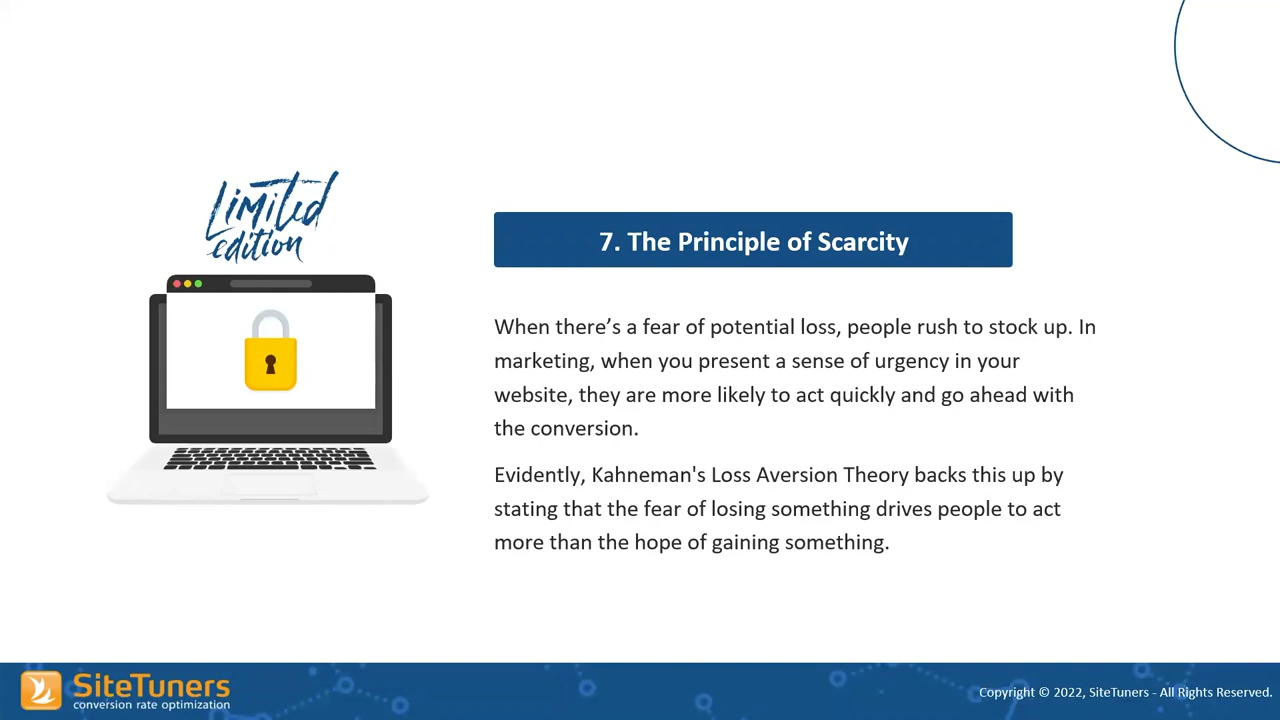 Limited
edition
7. The Principle of Scarcity
When there’s a fear of potential loss, people rush to stock up. In
marketing, when you present a sense of urgency in your
website, they are more likely to act quickly and go ahead with
the conversion.
Evidently, Kahneman's Loss Aversion Theory backs this up by
stating that the fear of losing something drives people to act
more than the hope of gaining something.
SiteTuners
conversion rate optimization
Copyright © 2022, SiteTuners - All Rights Reserved.